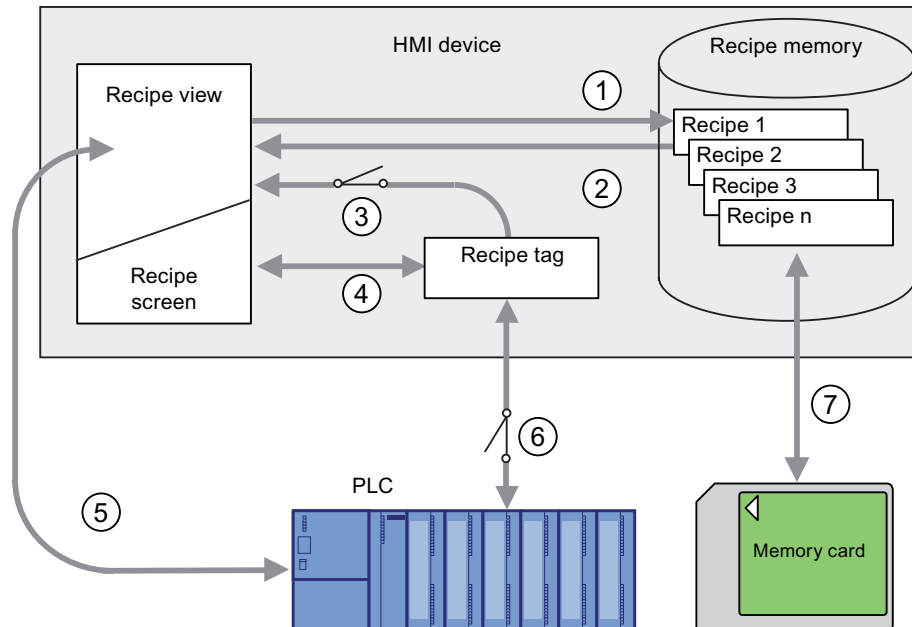 HMI device
Recipe memory
Recipe view
1
Recipe 1
Recipe 2
Recipe 3
Recipe n
2
3
Recipe tag
4
Recipe
screen
7
6
PLC
5
Memory card